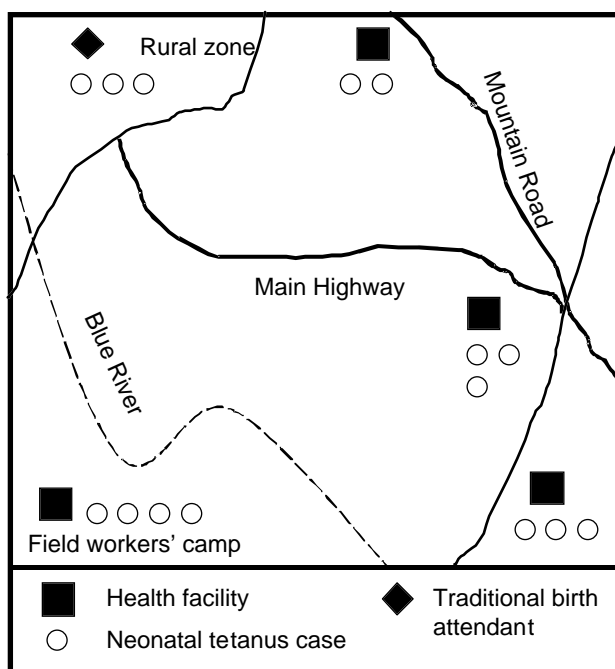 Rural zone
Mountain Road
Main Highway
Blue River
Field workers' camp
Health facility
Neonatal tetanus case
Traditional birth
attendant